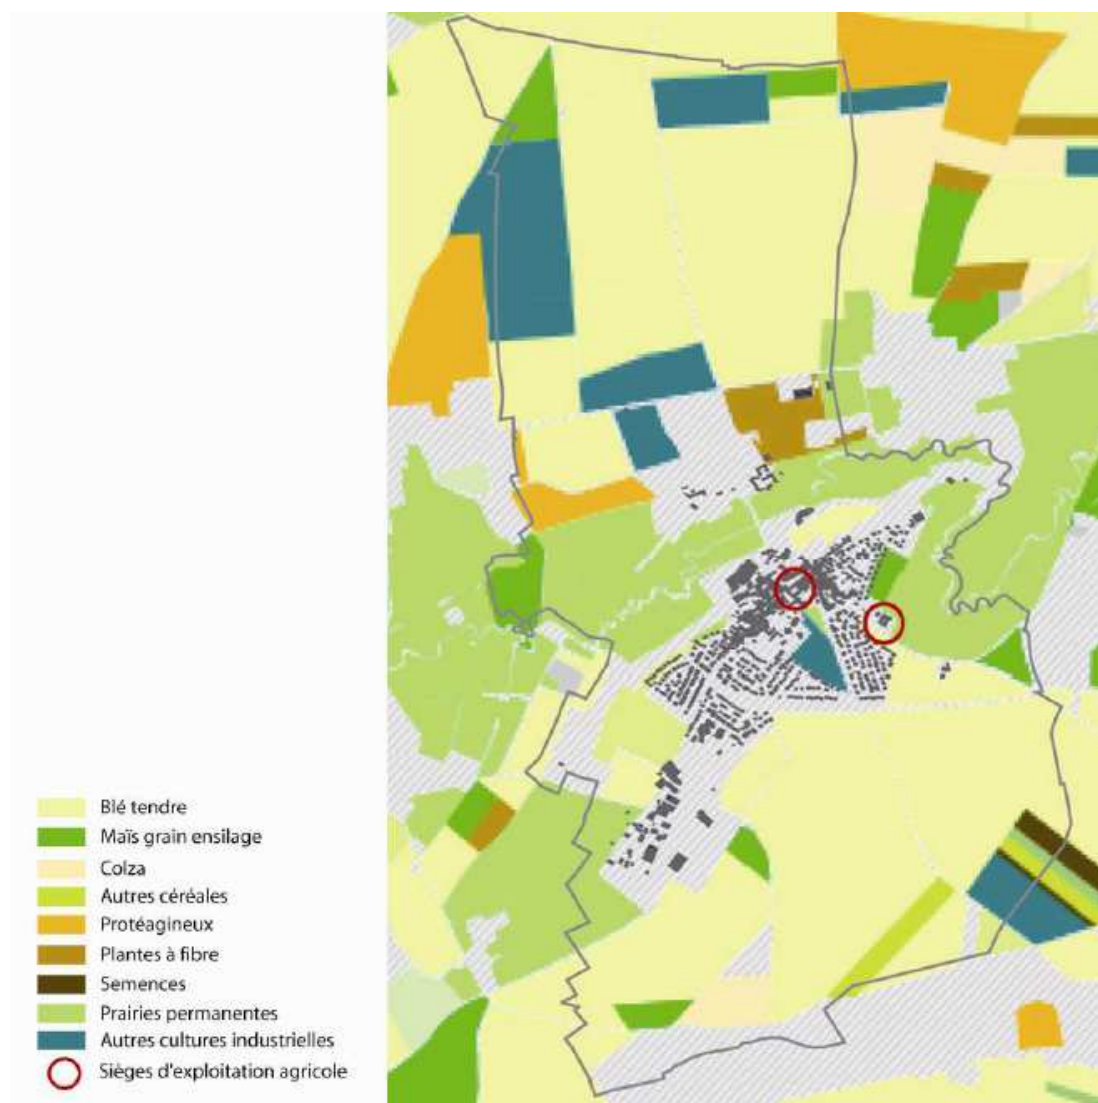 Blé tendre
Maïs grain ensilage
Colza
Autres céréales
Protéagineux
Plantes à fibre
Semences
Prairies permanentes
Autres cultures industrielles
Sièges d'exploitation agricole